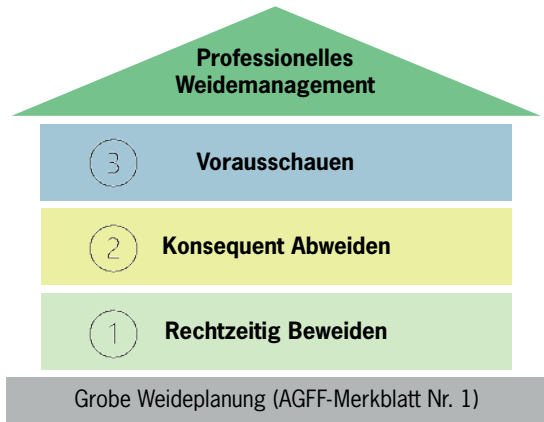 Professionelles
Weidemanagement
3 Vorausschauen
2 Konsequent Abweiden
1 Rechtzeitig Beweiden
Grobe Weideplanung (AGFF-Merkblatt Nr. 1)